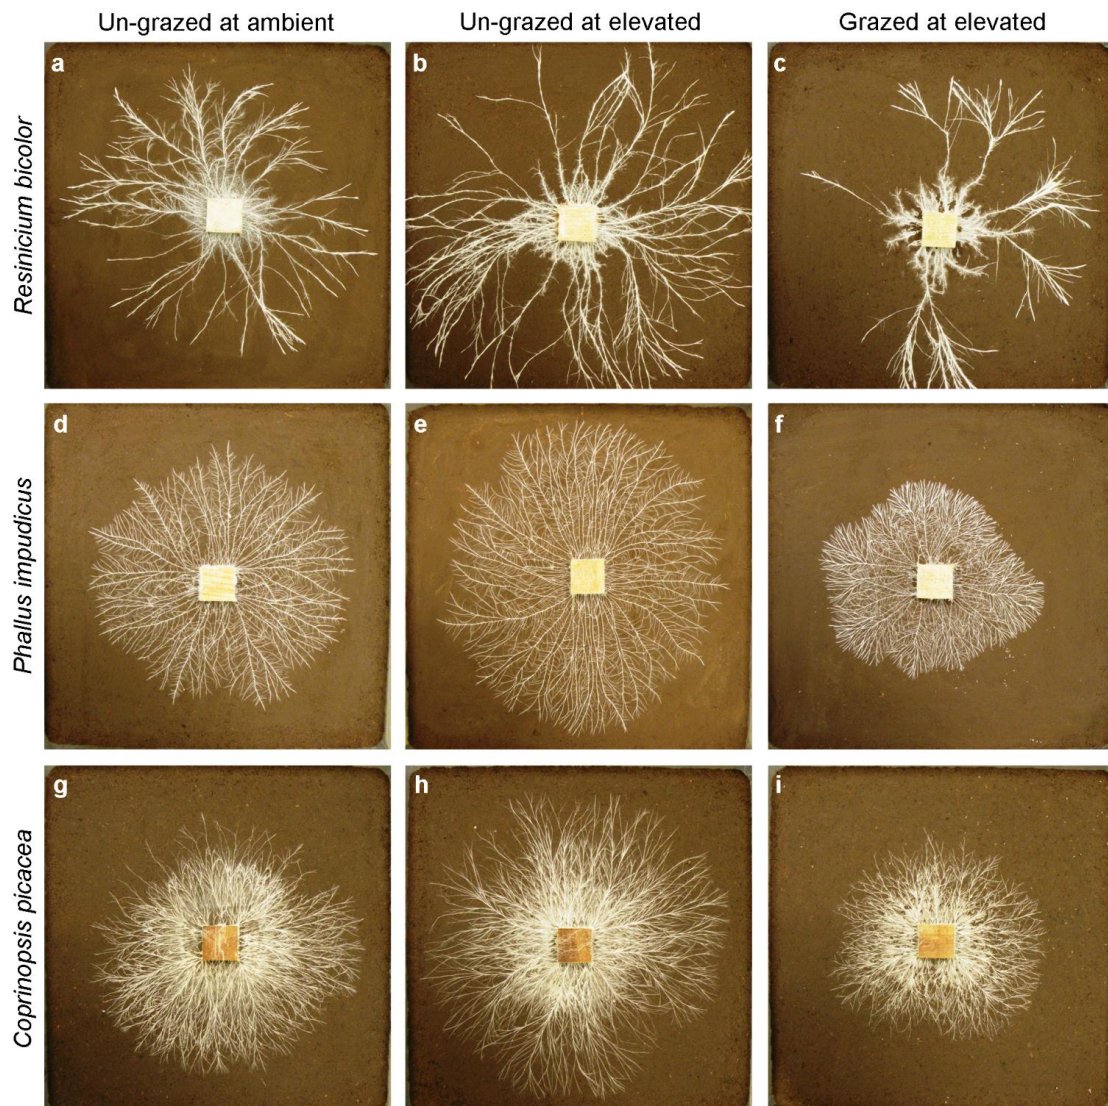 Un-grazed at ambient
Un-grazed at elevated
Grazed at elevated
Resinicium bicolor
a
b
c
Phallus impudicus
d
e
f
Coprinopsis picacea
g
h
i